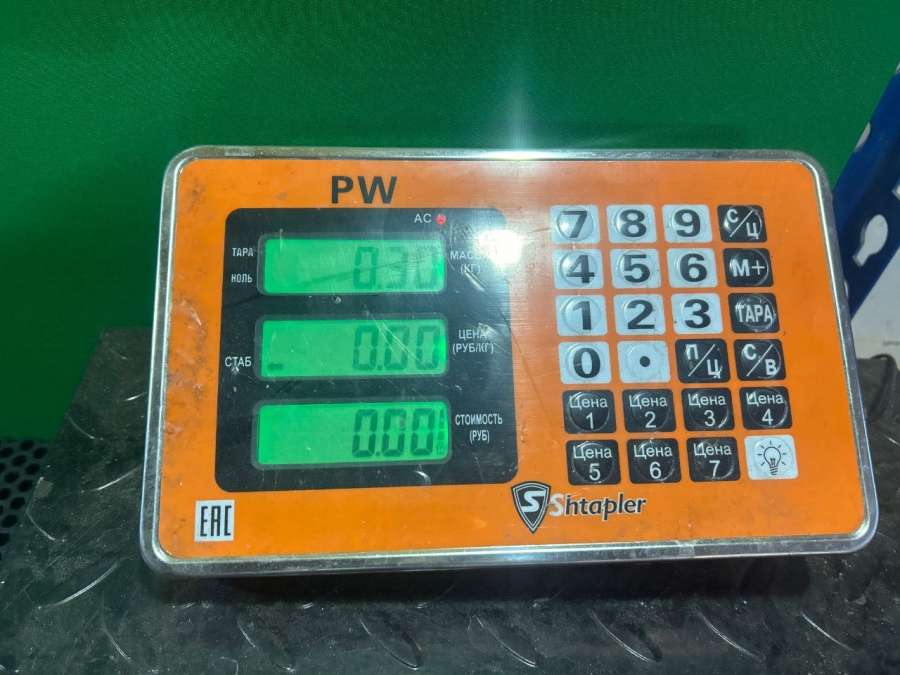 PW
AC
ТАРА
НОЛЬ
0.30
МАССА
(КГ)
СТАБ
0.00
ЦЕНА
(РУБ/КГ)
0.00
СТОИМОСТЬ
(РУБ)
7 8 9 С/Ц
4 5 6 М+
1 2 3 ТАРА
0 . П/Ц С/В
Цена 1 Цена 2 Цена 3 Цена 4
Цена 5 Цена 6 Цена 7
EAC
S Shtapler